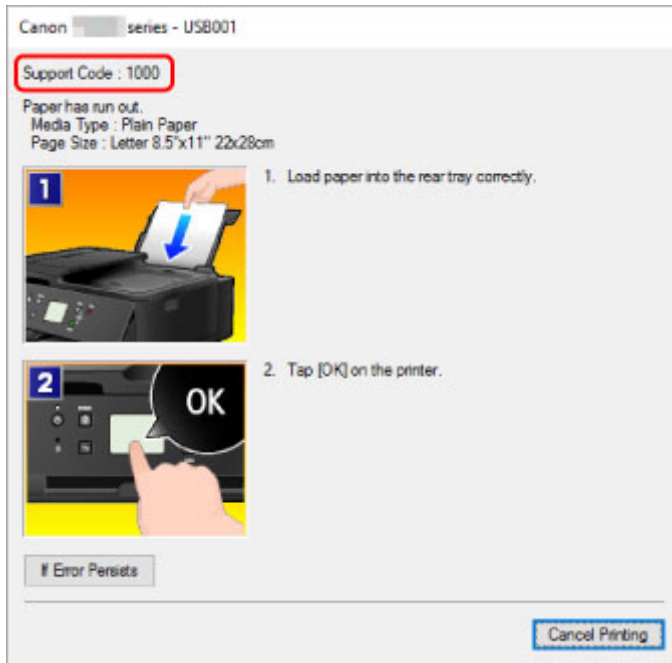 Canon series - USB001
Support Code : 1000
Paper has run out.
Media Type : Plain Paper
Page Size : Letter 8.5"x11" 22x28cm
1
1. Load paper into the rear tray correctly.
2
OK
2. Tap [OK] on the printer.
If Error Persists
Cancel Printing